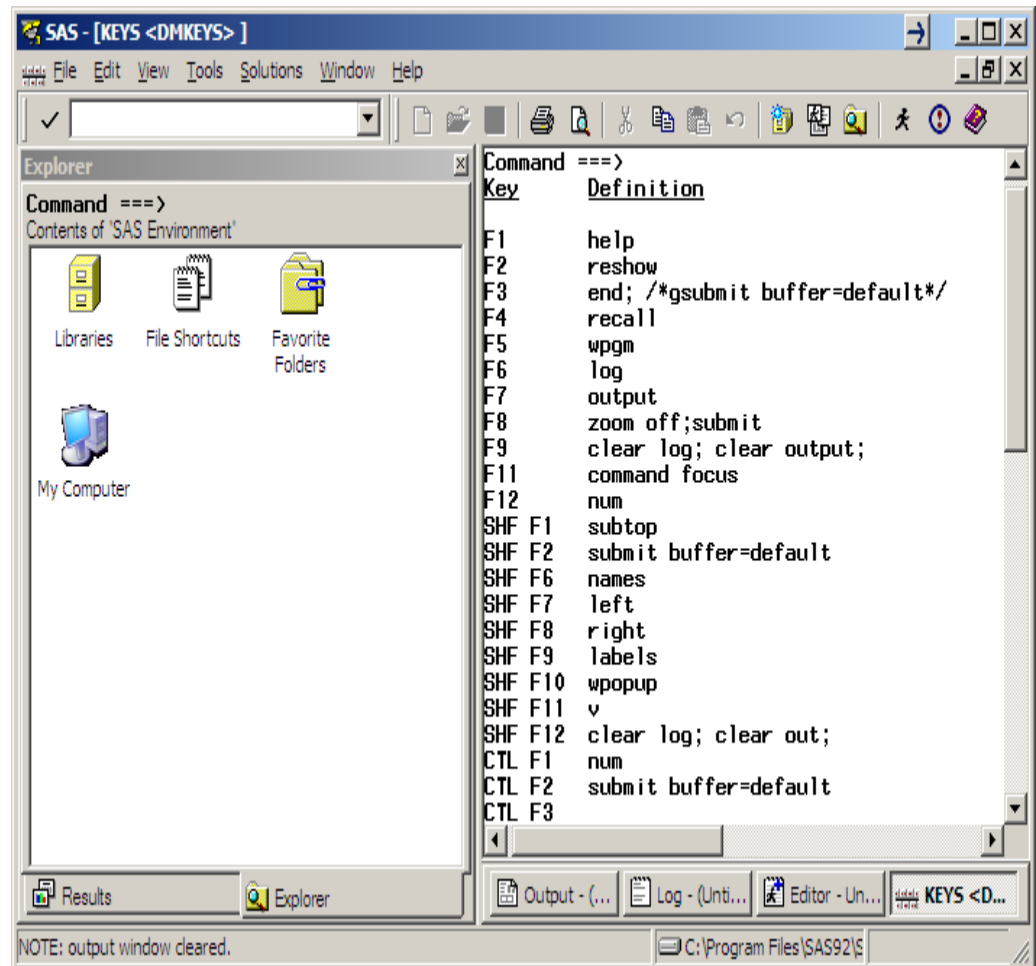 SAS - [KEYS <DMKEYS> ]
File Edit View Tools Solutions Window Help
Explorer
Command ===>
Contents of 'SAS Environment'
Libraries
File Shortcuts
Favorite
Folders
My Computer
Results
Explorer
Command ===>
Key Definition
F1 help
F2 reshow
F3 end; /*gsubmit buffer=default*/
F4 recall
F5 wpgm
F6 log
F7 output
F8 zoom off;submit
F9 clear log; clear output;
F11 command focus
F12 num
SHF F1 subtop
SHF F2 submit buffer=default
SHF F6 names
SHF F7 left
SHF F8 right
SHF F9 labels
SHF F10 wpopup
SHF F11 v
SHF F12 clear log; clear out;
CTL F1 num
CTL F2 submit buffer=default
CTL F3
Output - (...
Log - (Unti...
Editor - Un...
KEYS <D...
NOTE: output window cleared.
C:\Program Files\SAS92\S